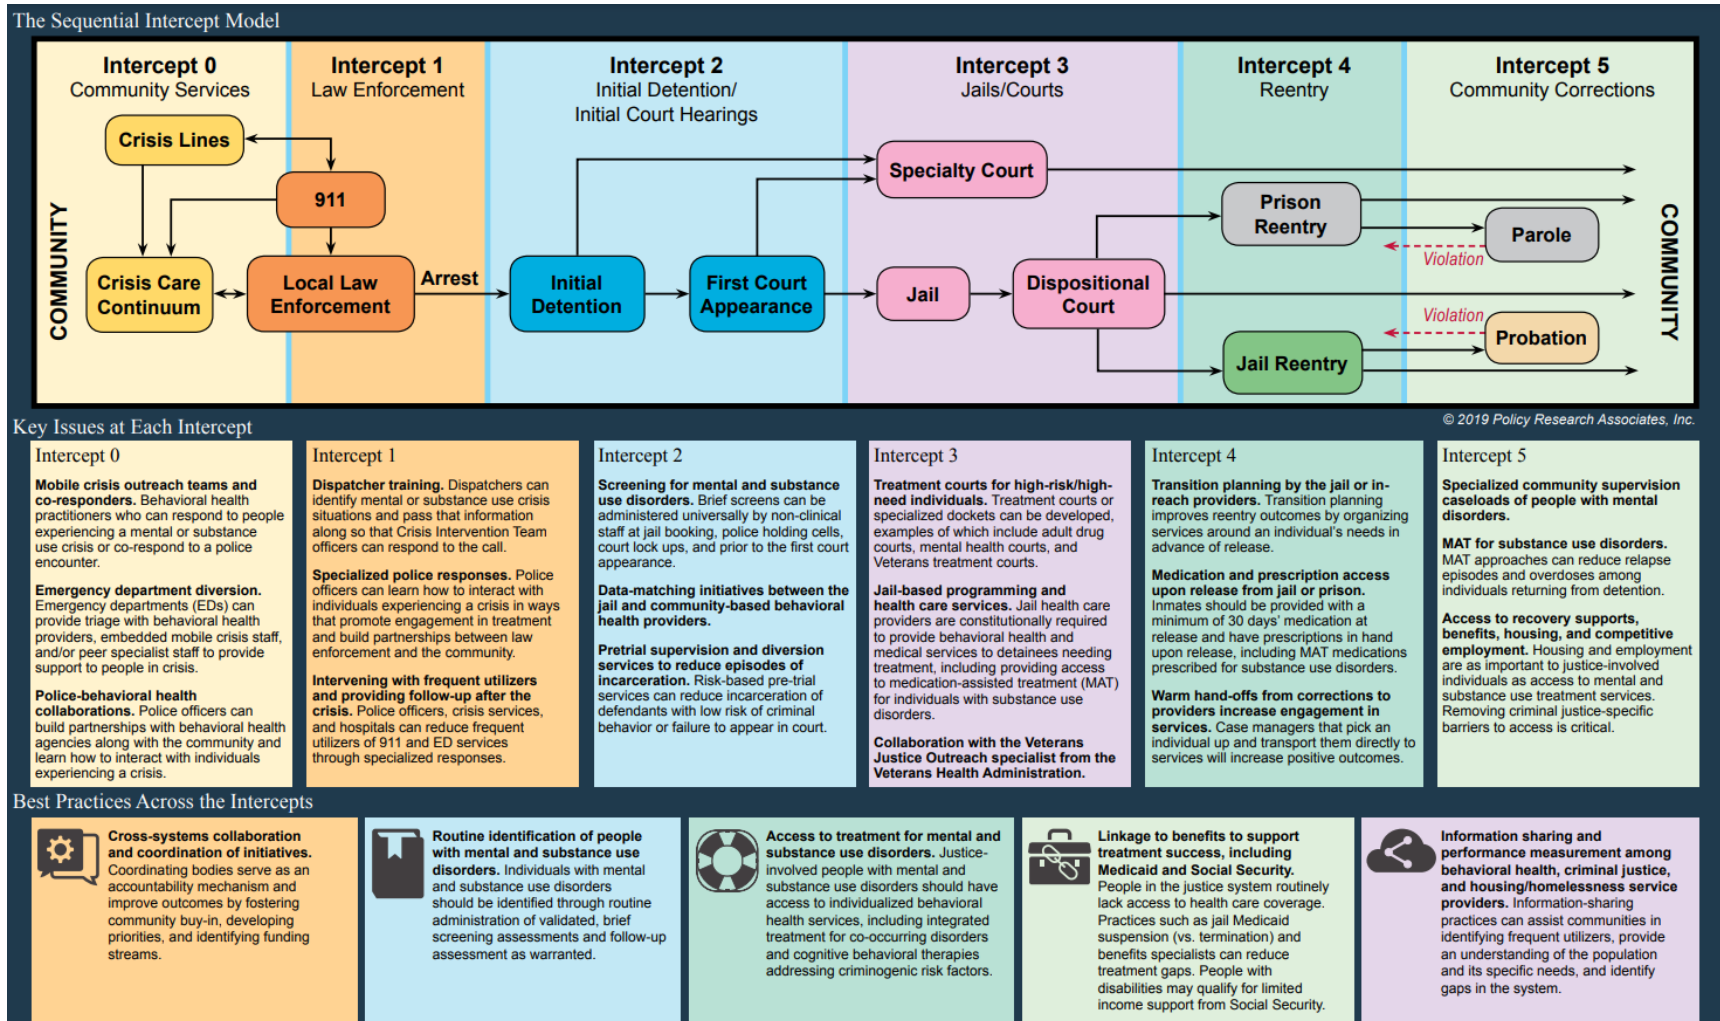 The Sequential Intercept Model
Intercept 0
Community Services
Intercept 1
Law Enforcement
Intercept 2
Initial Detention/
Initial Court Hearings
Intercept 3
Jails/Courts
Intercept 4
Reentry
Intercept 5
Community Corrections
COMMUNITY
Crisis Lines
911
Crisis Care
Continuum
Local Law
Enforcement
Arrest
Initial
Detention
First Court
Appearance
Specialty Court
Jail
Dispositional
Court
Prison
Reentry
Parole
Violation
Violation
Probation
Jail Reentry
COMMUNITY
© 2019 Policy Research Associates, Inc.
Key Issues at Each Intercept
Intercept 0
Mobile crisis outreach teams and
co-responders. Behavioral health
practitioners who can respond to people
experiencing a mental or substance
use crisis or co-respond to a police
encounter.
Emergency department diversion.
Emergency departments (EDs) can
provide triage with behavioral health
providers, embedded mobile crisis staff,
and/or peer specialist staff to provide
support to people in crisis.
Police-behavioral health
collaborations. Police officers can
build partnerships with behavioral health
agencies along with the community and
learn how to interact with individuals
experiencing a crisis.
Intercept 1
Dispatcher training. Dispatchers can
identify mental or substance use crisis
situations and pass that information
along so that Crisis Intervention Team
officers can respond to the call.
Specialized police responses. Police
officers can learn how to interact with
individuals experiencing a crisis in ways
that promote engagement in treatment
and build partnerships between law
enforcement and the community.
Intervening with frequent utilizers
and providing follow-up after the
crisis. Police officers, crisis services,
and hospitals can reduce frequent
utilizers of 911 and ED services
through specialized responses.
Intercept 2
Screening for mental and substance
use disorders. Brief screens can be
administered universally by non-clinical
staff at jail booking, police holding cells,
court lock ups, and prior to the first court
appearance.
Data-matching initiatives between the
jail and community-based behavioral
health providers.
Pretrial supervision and diversion
services to reduce episodes of
incarceration. Risk-based pre-trial
services can reduce incarceration of
defendants with low risk of criminal
behavior or failure to appear in court.
Intercept 3
Treatment courts for high-risk/high-
need individuals. Treatment courts or
specialized dockets can be developed,
examples of which include adult drug
courts, mental health courts, and
Veterans treatment courts.
Jail-based programming and
health care services. Jail health care
providers are constitutionally required
to provide behavioral health and
medical services to detainees needing
treatment, including providing access
to medication-assisted treatment (MAT)
for individuals with substance use
disorders.
Collaboration with the Veterans
Justice Outreach specialist from the
Veterans Health Administration.
Intercept 4
Transition planning by the jail or in-
reach providers. Transition planning
improves reentry outcomes by organizing
services around an individual's needs in
advance of release.
Medication and prescription access
upon release from jail or prison.
Inmates should be provided with a
minimum of 30 days' medication at
release and have prescriptions in hand
upon release, including MAT medications
prescribed for substance use disorders.
Warm hand-offs from corrections to
providers increase engagement in
services. Case managers that pick an
individual up and transport them directly to
services will increase positive outcomes.
Intercept 5
Specialized community supervision
caseloads of people with mental
disorders.
MAT for substance use disorders.
MAT approaches can reduce relapse
episodes and overdoses among
individuals returning from detention.
Access to recovery supports,
benefits, housing, and competitive
employment. Housing and employment
are as important to justice-involved
individuals as access to mental and
substance use treatment services.
Removing criminal justice-specific
barriers to access is critical.
Best Practices Across the Intercepts
Cross-systems collaboration
and coordination of initiatives.
Coordinating bodies serve as an
accountability mechanism and
improve outcomes by fostering
community buy-in, developing
priorities, and identifying funding
streams.
Routine identification of people
with mental and substance use
disorders. Individuals with mental
and substance use disorders
should be identified through routine
administration of validated, brief
screening assessments and follow-up
assessment as warranted.
Access to treatment for mental and
substance use disorders. Justice-
involved people with mental and
substance use disorders should have
access to individualized behavioral
health services, including integrated
treatment for co-occurring disorders
and cognitive behavioral therapies
addressing criminogenic risk factors.
Linkage to benefits to support
treatment success, including
Medicaid and Social Security.
People in the justice system routinely
lack access to health care coverage.
Practices such as jail Medicaid
suspension (vs. termination) and
benefits specialists can reduce
treatment gaps. People with
disabilities may qualify for limited
income support from Social Security.
Information sharing and
performance measurement among
behavioral health, criminal justice,
and housing/homelessness service
providers. Information-sharing
practices can assist communities in
identifying frequent utilizers, provide
an understanding of the population
and its specific needs, and identify
gaps in the system.